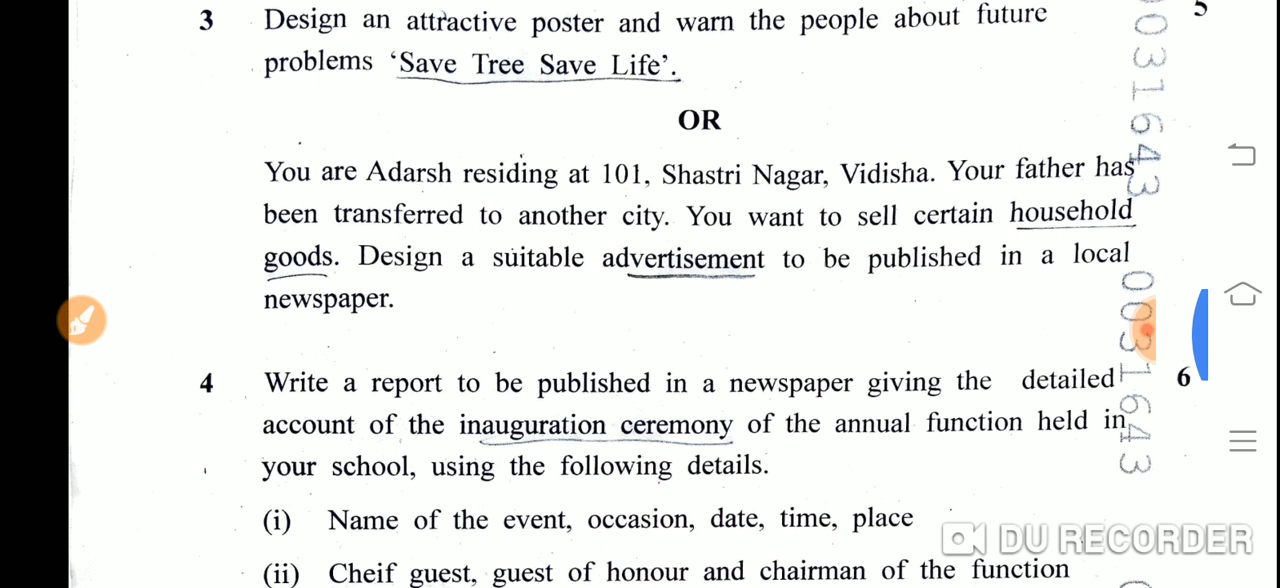 3 Design an attractive poster and warn the people about future 5
problems ‘Save Tree Save Life’.
OR
You are Adarsh residing at 101, Shastri Nagar, Vidisha. Your father has
been transferred to another city. You want to sell certain household
goods. Design a suitable advertisement to be published in a local
newspaper.
4 Write a report to be published in a newspaper giving the detailed 6
account of the inauguration ceremony of the annual function held in
your school, using the following details.
(i) Name of the event, occasion, date, time, place
(ii) Cheif guest, guest of honour and chairman of the function
0031643
0031643
DU RECORDER